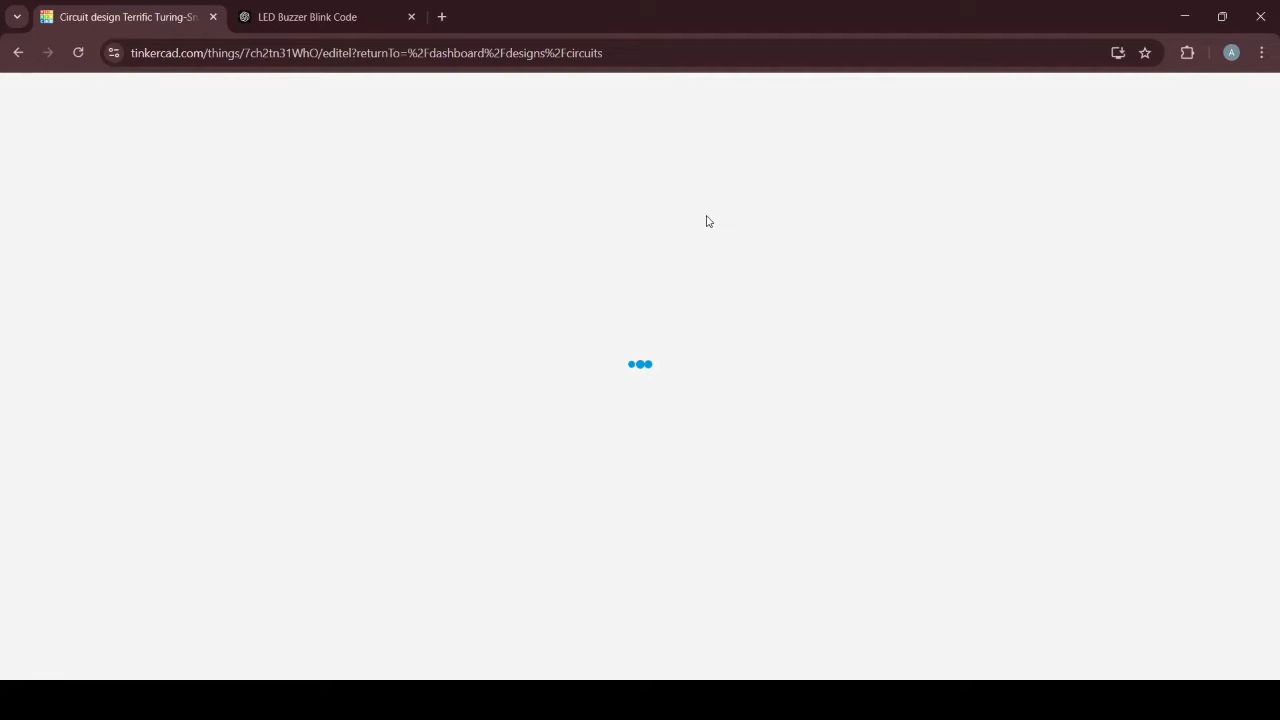 Circuit design Terrific Turing-Sn
LED Buzzer Blink Code
tinkercad.com/things/7ch2tn31WhO/editel?returnTo=%2Fdashboard%2Fdesigns%2Fcircuits
A